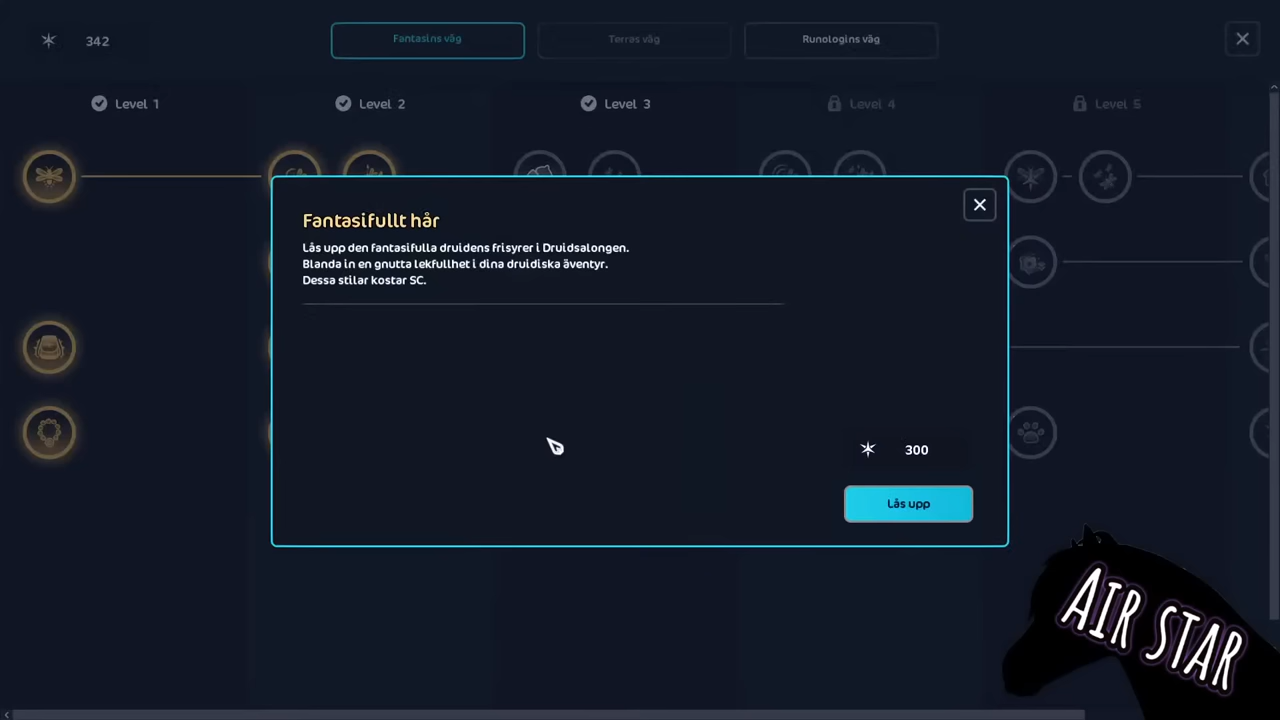 342
Fantasins väg
Terras väg
Runologins väg
Level 1
Level 2
Level 3
Level 4
Level 5
Fantasifullt hår
Lås upp den fantasifulla druidens frisyrer i Druidsalongen.
Blanda in en gnutta lekfullhet i dina druidiska äventyr.
Dessa stilar kostar SC.
300
Lås upp
AIR STAR